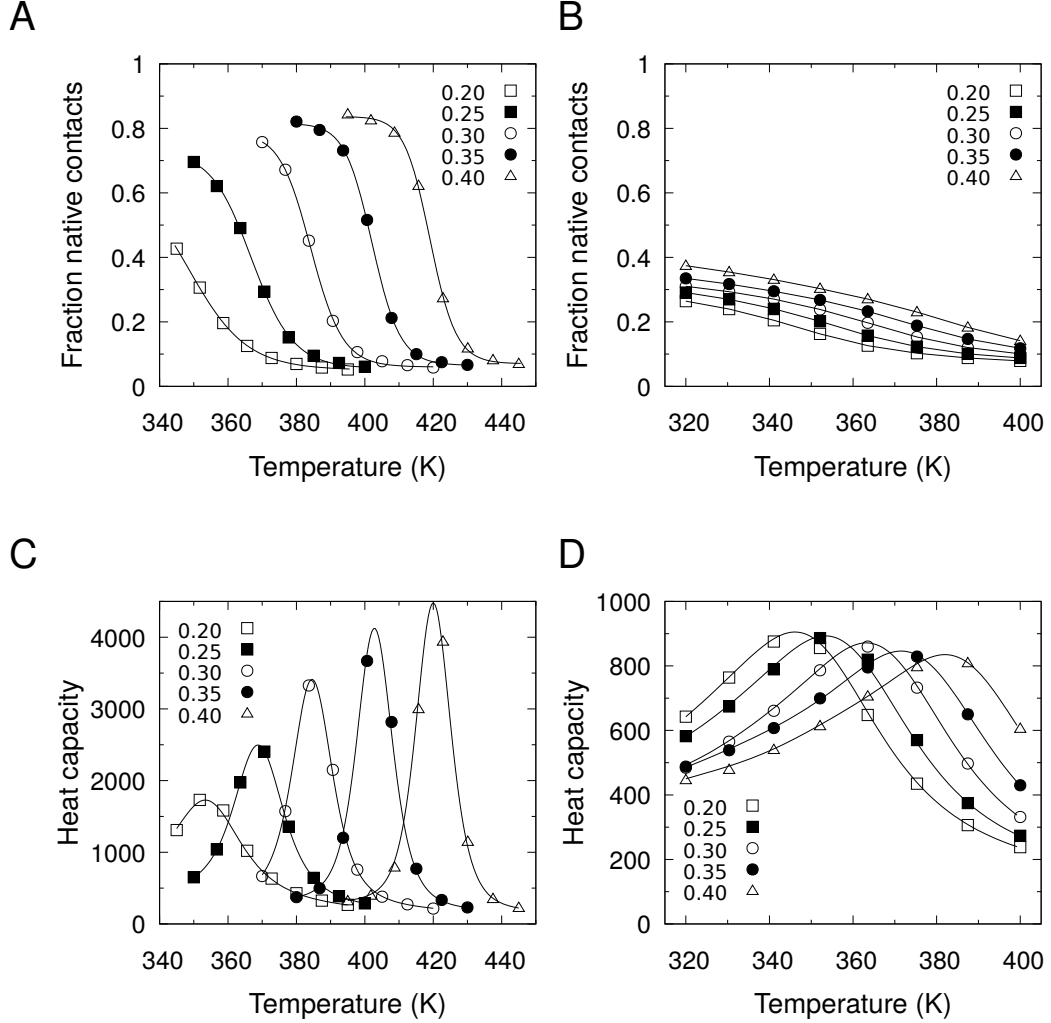 A
Fraction native contacts
1
0.8
0.6
0.4
0.2
0
340 360 380 400 420 440
Temperature (K)
0.20
0.25
0.30
0.35
0.40
B
Fraction native contacts
1
0.8
0.6
0.4
0.2
0
320 340 360 380 400
Temperature (K)
0.20
0.25
0.30
0.35
0.40
C
Heat capacity
4000
3000
2000
1000
0
340 360 380 400 420 440
Temperature (K)
0.20
0.25
0.30
0.35
0.40
D
Heat capacity
1000
800
600
400
200
0
320 340 360 380 400
Temperature (K)
0.20
0.25
0.30
0.35
0.40